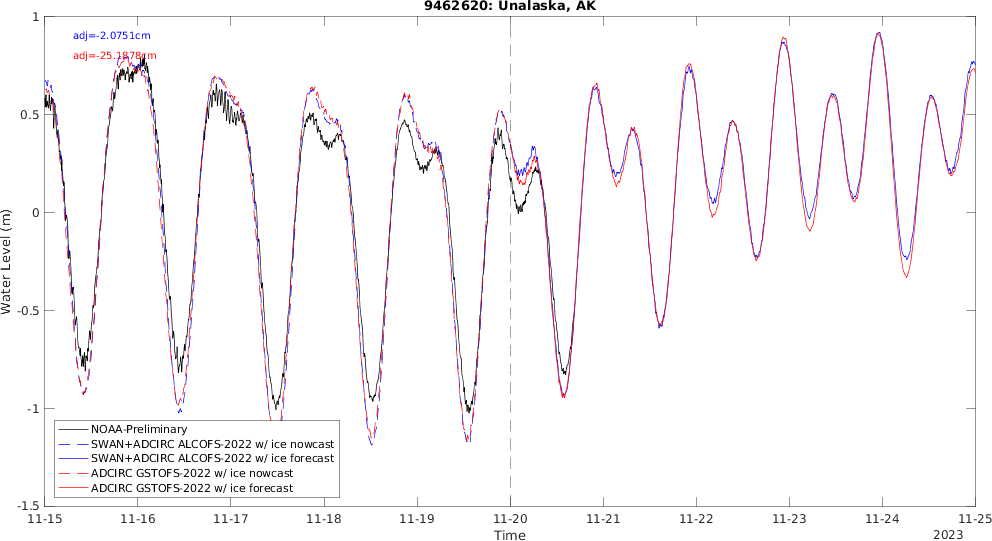 9462620: Unalaska, AK
adj=-2.0751cm
adj=-25.1878cm
Water Level (m)
1
0.5
0
-0.5
-1
-1.5
NOAA-Preliminary
SWAN+ADCIRC ALCOFS-2022 w/ ice nowcast
SWAN+ADCIRC ALCOFS-2022 w/ ice forecast
ADCIRC GSTOFS-2022 w/ ice nowcast
ADCIRC GSTOFS-2022 w/ ice forecast
11-15 11-16 11-17 11-18 11-19 11-20 11-21 11-22 11-23 11-24 11-25
Time
2023